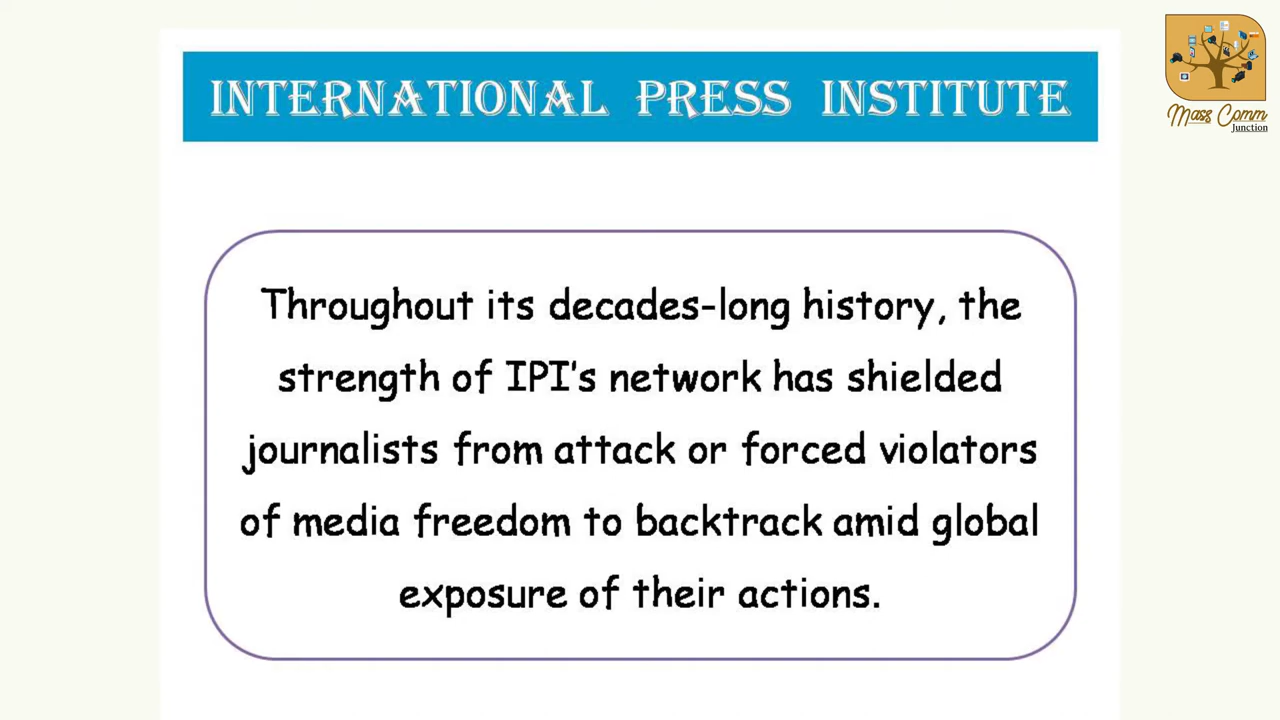 INTERNATIONAL PRESS INSTITUTE
Mass Comm
Junction
Throughout its decades-long history, the
strength of IPI's network has shielded
journalists from attack or forced violators
of media freedom to backtrack amid global
exposure of their actions.